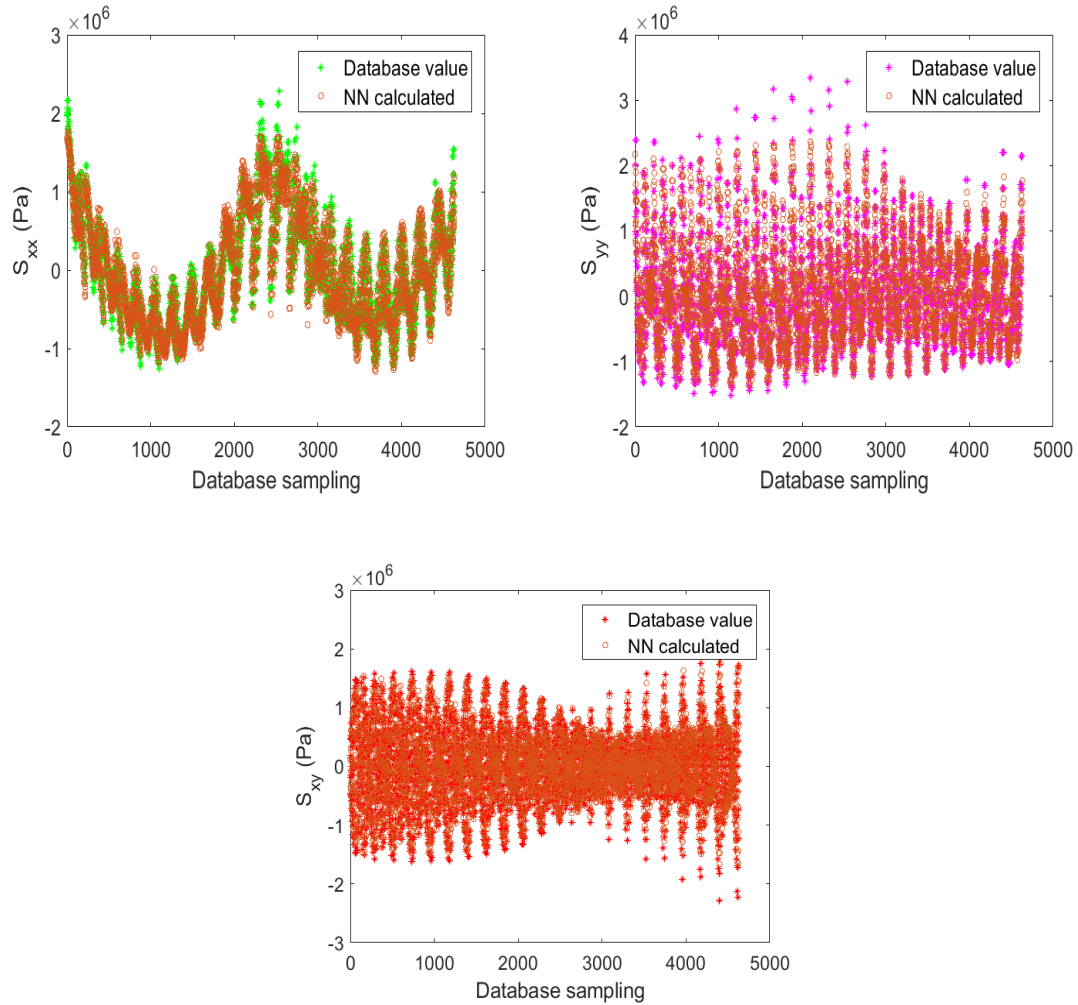 ×10^6
3
2
1
0
-1
-2
S_xx (Pa)
0 1000 2000 3000 4000 5000
Database sampling
Database value
NN calculated
×10^6
4
3
2
1
0
-1
-2
S_yy (Pa)
0 1000 2000 3000 4000 5000
Database sampling
Database value
NN calculated
×10^6
3
2
1
0
-1
-2
-3
S_xy (Pa)
0 1000 2000 3000 4000 5000
Database sampling
Database value
NN calculated